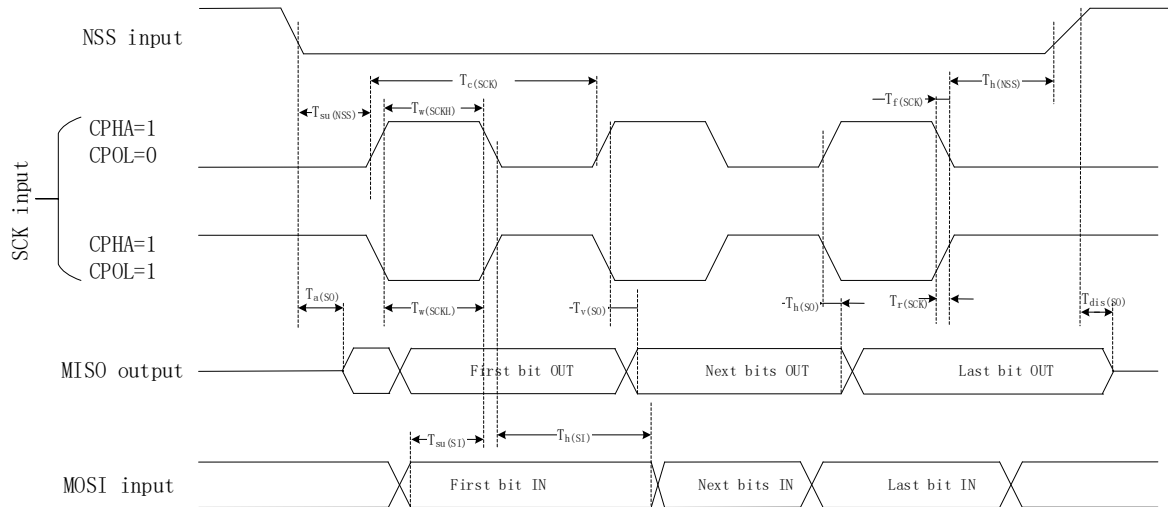 NSS input
Tc(SCK)
Th(NSS)
-Tf(SCK)
Tsu(NSS)
Tw(SCKH)
SCK input
CPHA=1
CPOL=0
CPHA=1
CPOL=1
Ta(SO)
Tw(SCKL)
-Tv(SO)
-Th(SO)
Tr(SCK)
Tdis(SO)
MISO output
First bit OUT
Next bits OUT
Last bit OUT
Tsu(SI)
Th(SI)
MOSI input
First bit IN
Next bits IN
Last bit IN